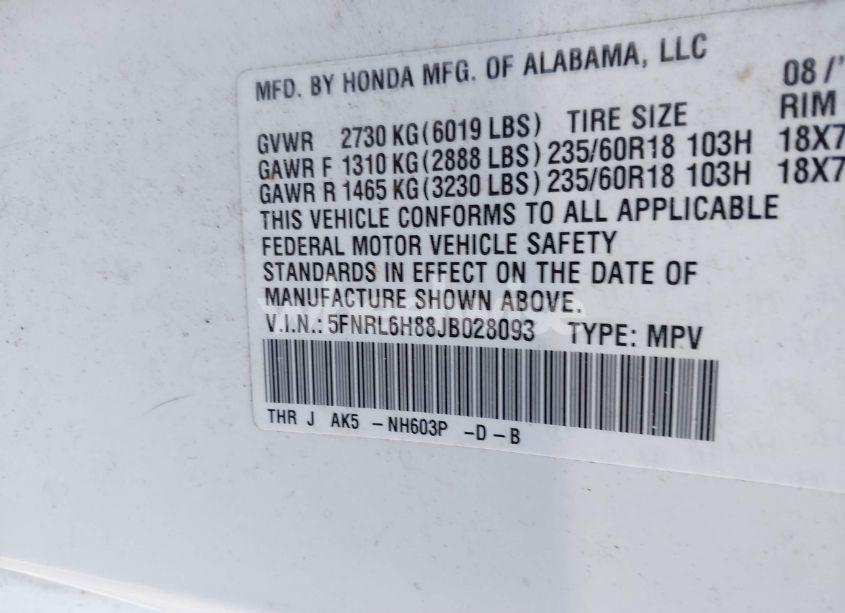 MFD. BY HONDA MFG. OF ALABAMA, LLC 08/'
GVWR 2730 KG(6019 LBS) TIRE SIZE RIM
GAWR F 1310 KG(2888 LBS) 235/60R18 103H 18X7
GAWR R 1465 KG(3230 LBS) 235/60R18 103H 18X7
THIS VEHICLE CONFORMS TO ALL APPLICABLE
FEDERAL MOTOR VEHICLE SAFETY
STANDARDS IN EFFECT ON THE DATE OF
MANUFACTURE SHOWN ABOVE.
V.I.N.: 5FNRL6H88JB028093 TYPE: MPV
THR J AK5 -NH603P -D-B